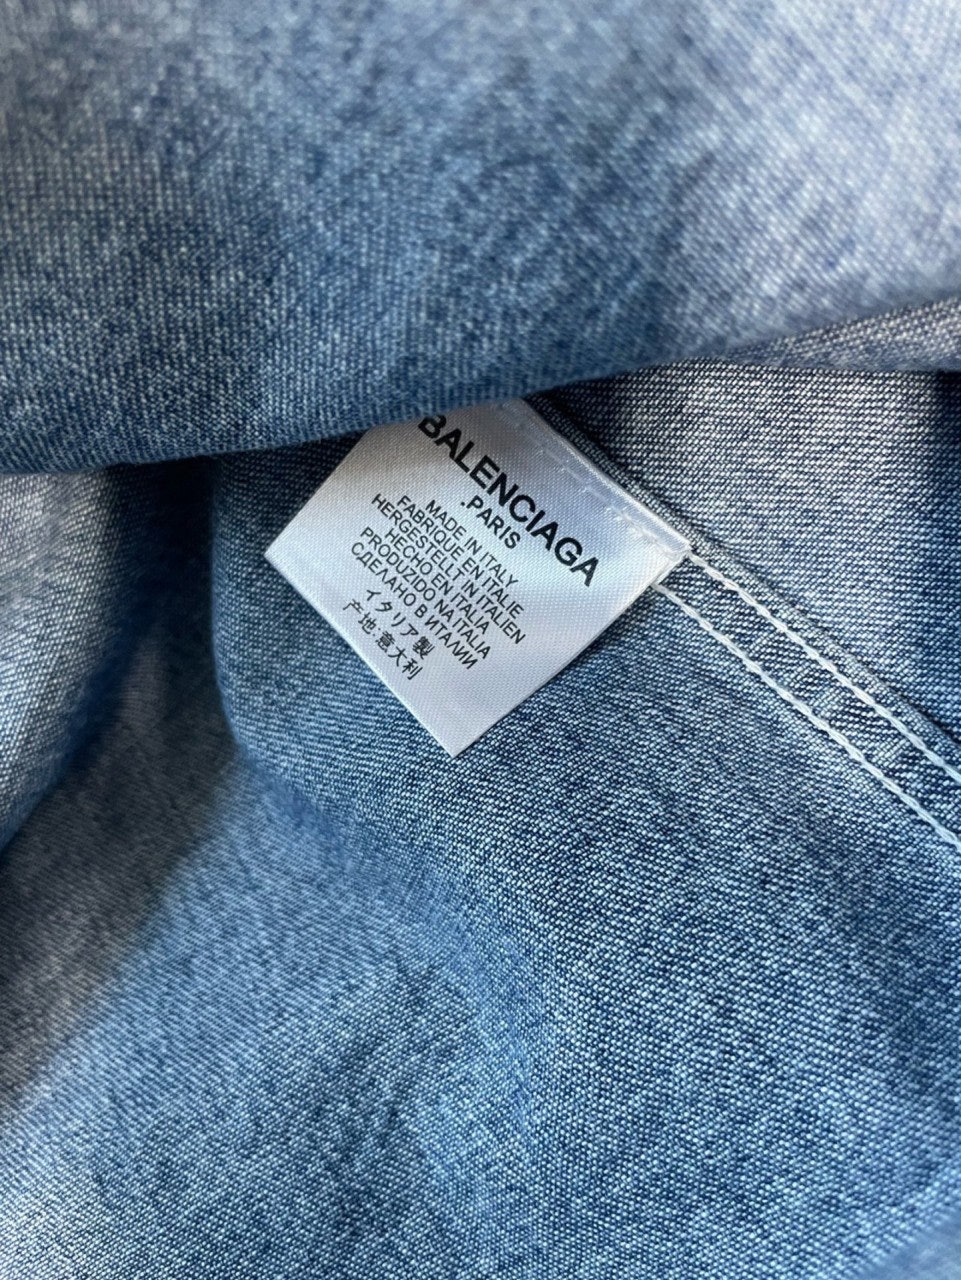 BALENCIAGA
.PARIS
MADE IN ITALY
FABRIQUE EN ITALIE
HERGESTELLT IN ITALIEN
HECHO EN ITALIA
PRODUZIDO NA ITALIA
СДЕЛАНО В ИТАЛИИ
イタリア製
产地:意大利